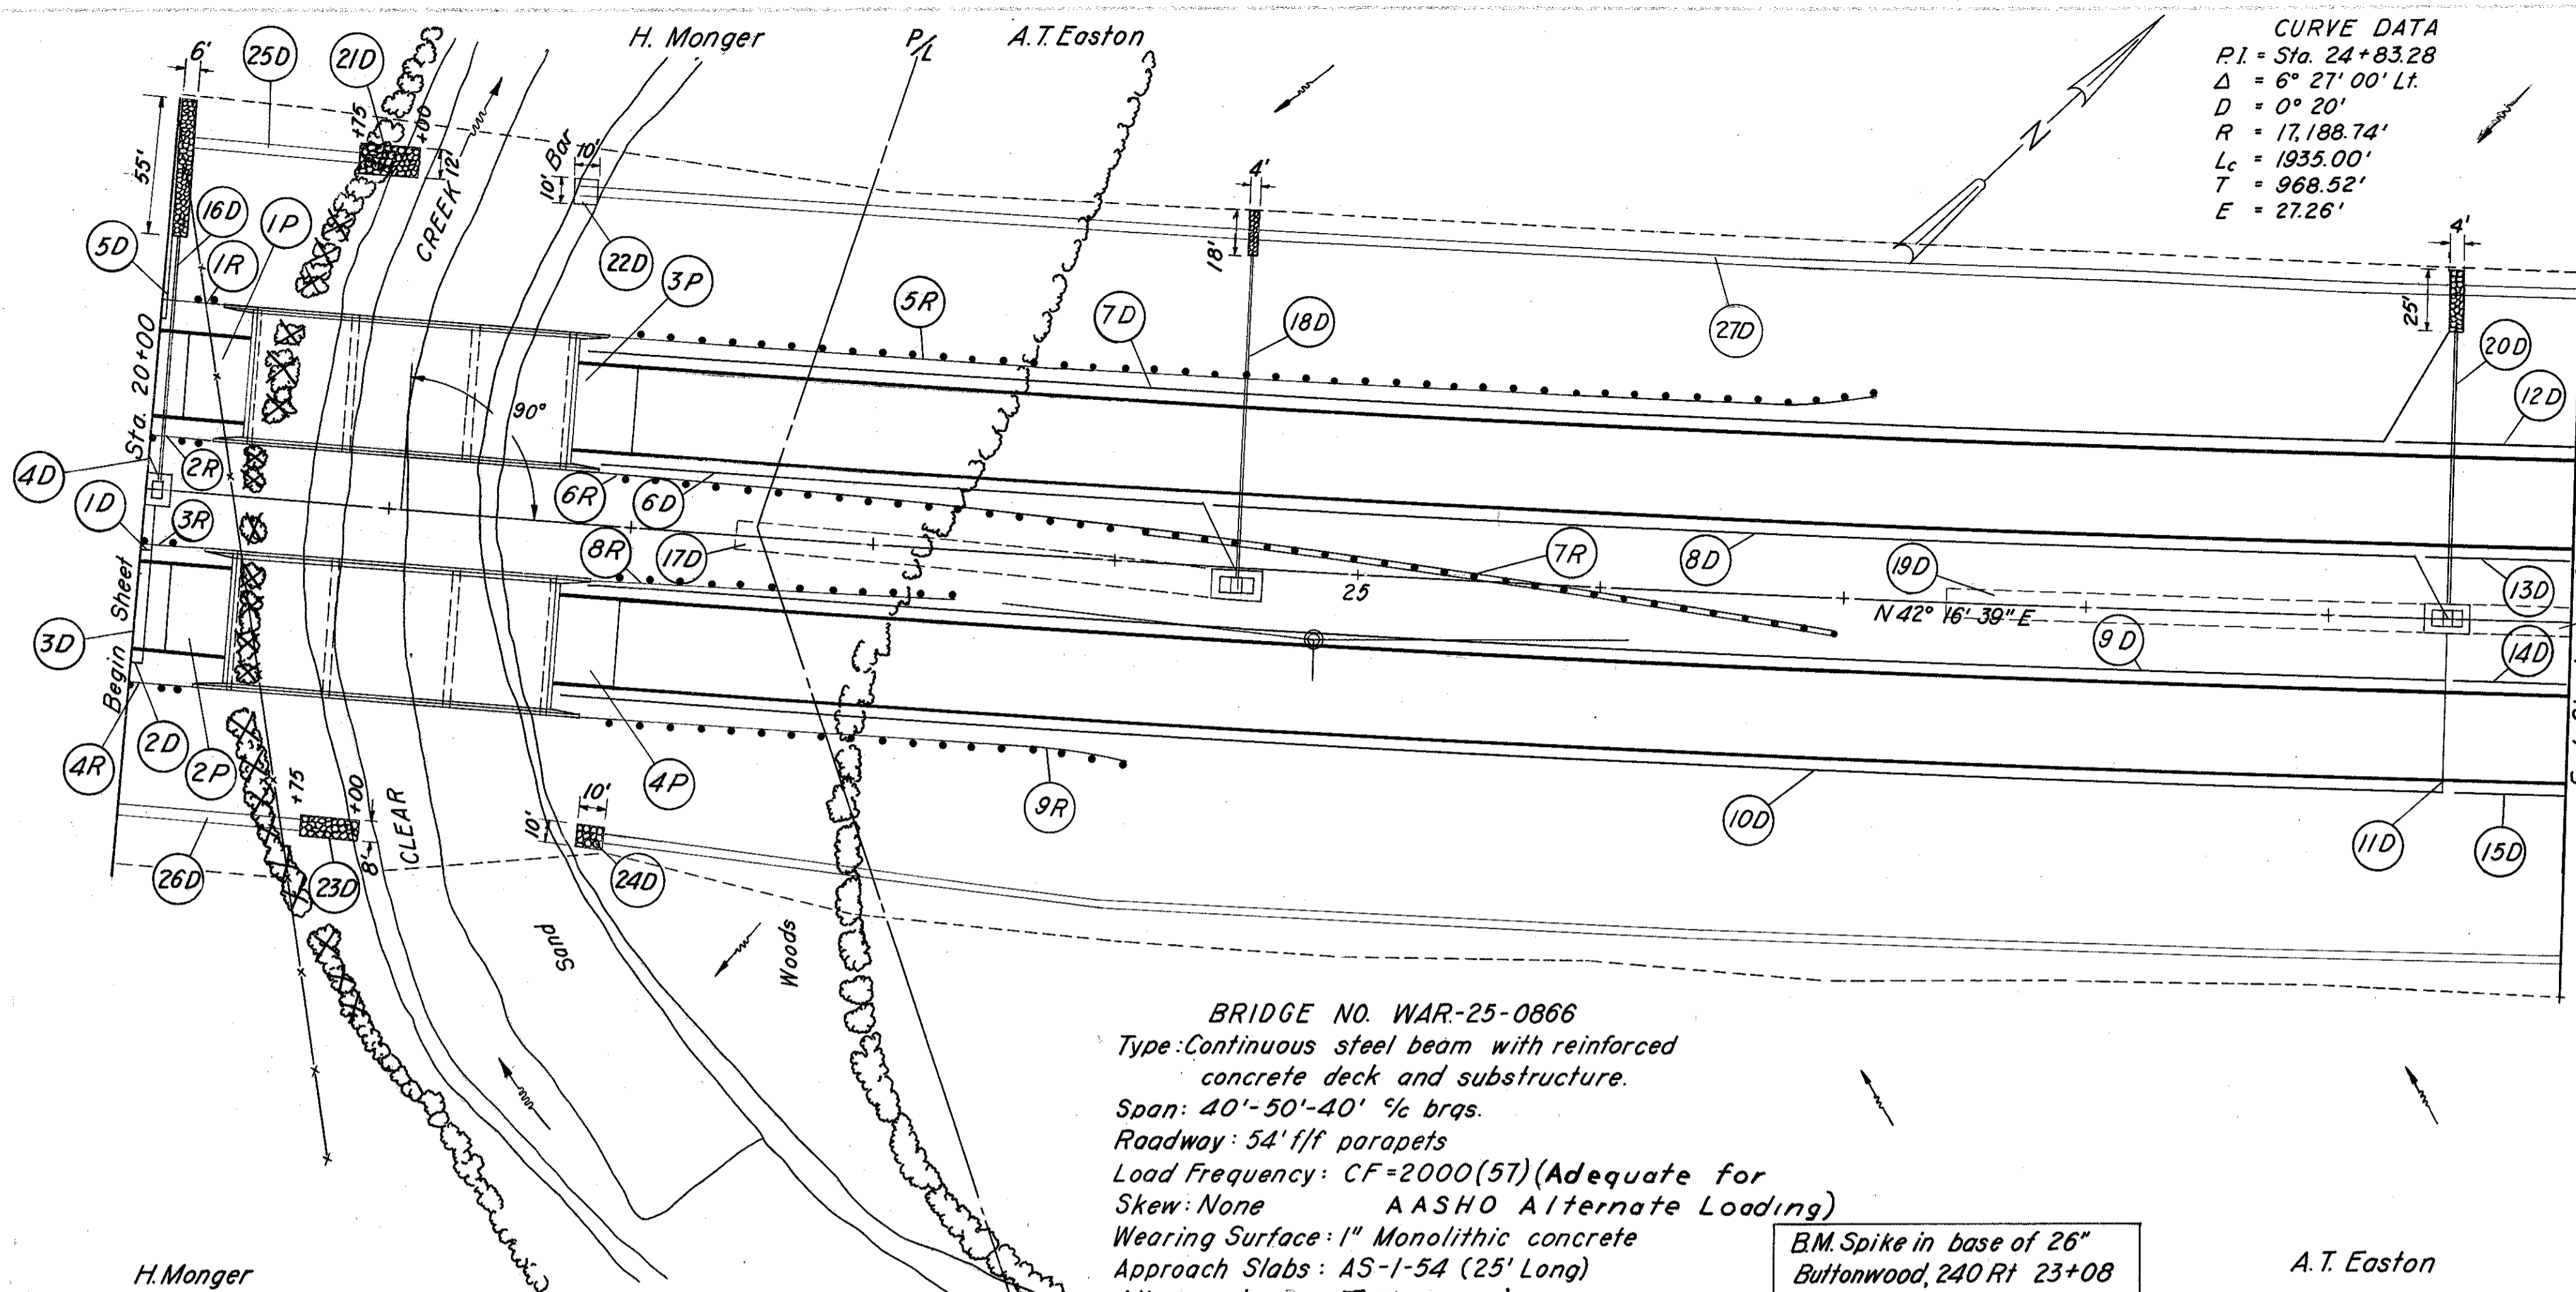 H. Monger
P/L
A.T. Easton
CURVE DATA
P.I. = Sta. 24+83.28
Δ = 6° 27' 00' Lt.
D = 0° 20'
R = 17,188.74'
Lc = 1935.00'
T = 968.52'
E = 27.26'
6'
25D
21D
+75
+00
12'
55'
CREEK
10'
Bar
10'
22D
4'
18'
N
4'
25'
5D
16D
1R
1P
3P
5R
7D
18D
27D
20D
12D
Sta. 20+00
90°
4D
2R
1D
3R
6R
6D
8R
17D
7R
8D
19D
25
N 42° 16' 39" E
13D
9D
14D
3D
Begin Sheet
4R
2D
2P
4P
9R
10D
11D
15D
+75
+00
8'
CLEAR
10'
10'
26D
23D
24D
Sand
Woods
BRIDGE NO. WAR-25-0866
Type: Continuous steel beam with reinforced
concrete deck and substructure.
Span: 40'-50'-40' c/c brgs.
Roadway: 54' f/f parapets
Load Frequency: CF=2000(57)(Adequate for
Skew: None AASHO Alternate Loading)
Wearing Surface: 1" Monolithic concrete
Approach Slabs: AS-1-54 (25' Long)
B.M. Spike in base of 26"
Buttonwood, 240 Rt 23+08
H. Monger
A.T. Easton